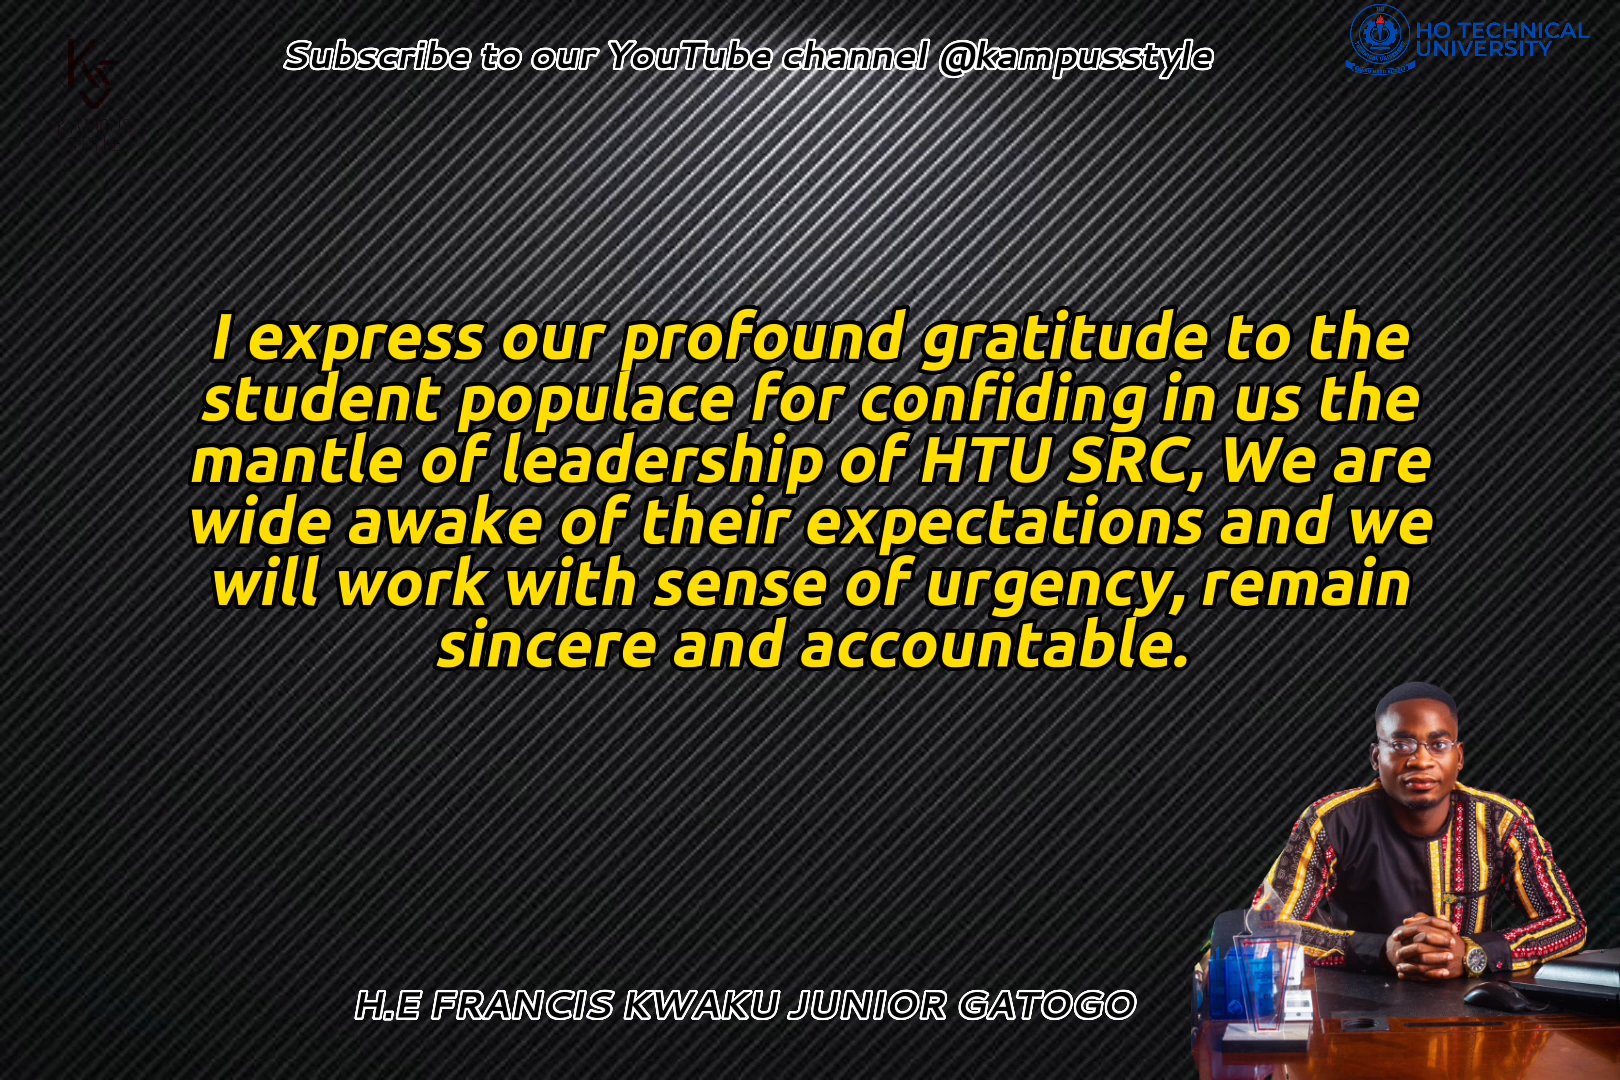 Subscribe to our YouTube channel @kampusstyle
HO TECHNICAL
UNIVERSITY
I express our profound gratitude to the
student populace for confiding in us the
mantle of leadership of HTU SRC, We are
wide awake of their expectations and we
will work with sense of urgency, remain
sincere and accountable.
H.E FRANCIS KWAKU JUNIOR GATOGO